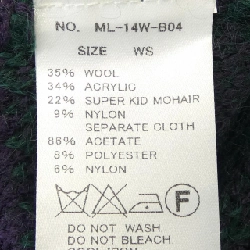 NO. ML-14W-B04
SIZE WS
35% WOOL
34% ACRYLIC
22% SUPER KID MOHAIR
9% NYLON
SEPARATE CLOTH
86% ACETATE
8% POLYESTER
6% NYLON
F
DO NOT WASH
DO NOT BLEACH